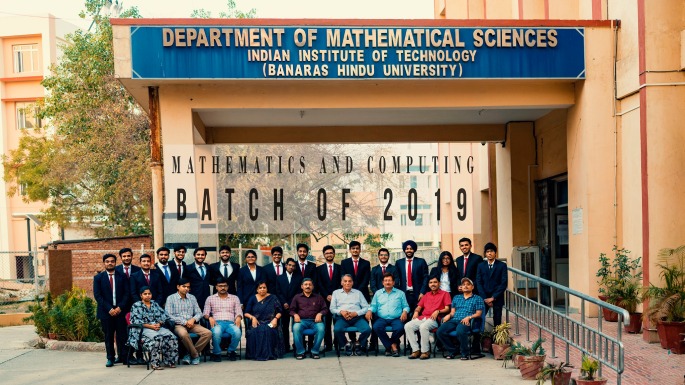 DEPARTMENT OF MATHEMATICAL SCIENCES
INDIAN INSTITUTE OF TECHNOLOGY
(BANARAS HINDU UNIVERSITY)
MATHEMATICS AND COMPUTING
BATCH OF 2019